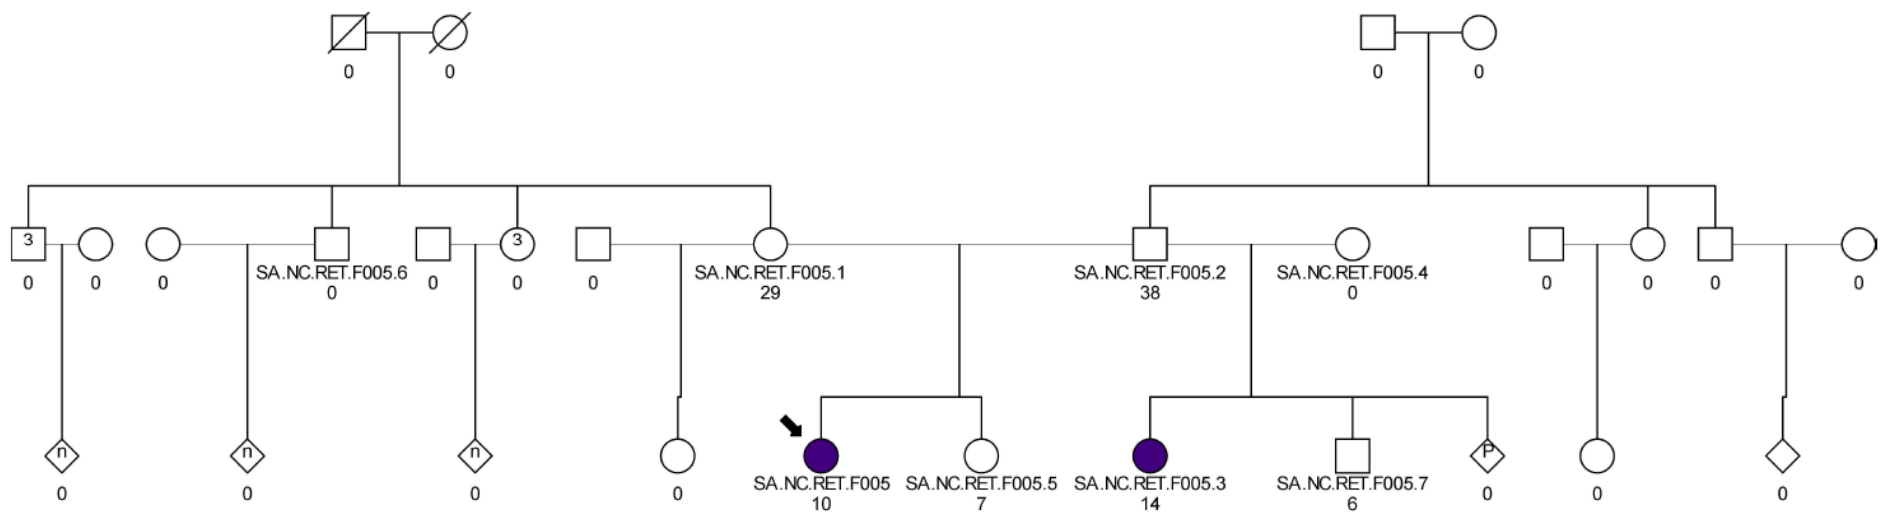 0 0 0 0
3 3
SA.NC.RET.F005.6 SA.NC.RET.F005.1 SA.NC.RET.F005.2 SA.NC.RET.F005.4
0 0 0 0 0 0 29 38 0 0 0 0 0
n n n P
SA.NC.RET.F005 SA.NC.RET.F005.5 SA.NC.RET.F005.3 SA.NC.RET.F005.7
0 0 0 0 10 7 14 6 0 0 0